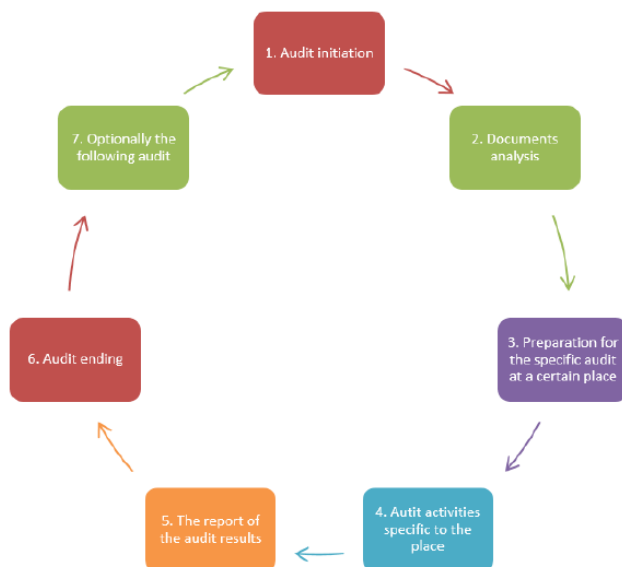 1. Audit initiation
2. Documents
analysis
3. Preparation for
the specific audit
at a certain place
4. Autit activities
specific to the
place
5. The report of
the audit results
6. Audit ending
7. Optionally the
following audit